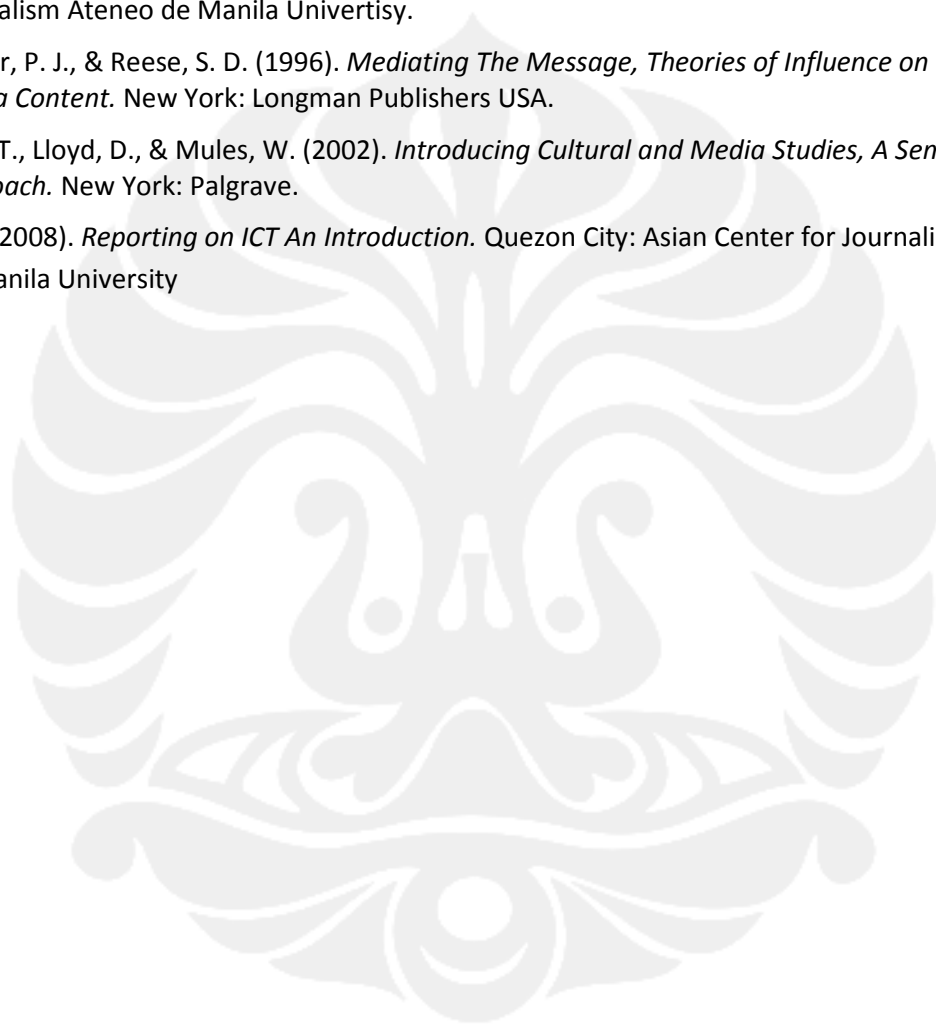 alism Ateneo de Manila Univertisy.
r, P. J., & Reese, S. D. (1996). Mediating The Message, Theories of Influence on
a Content. New York: Longman Publishers USA.
T., Lloyd, D., & Mules, W. (2002). Introducing Cultural and Media Studies, A Sem
oach. New York: Palgrave.
2008). Reporting on ICT An Introduction. Quezon City: Asian Center for Journali
anila University